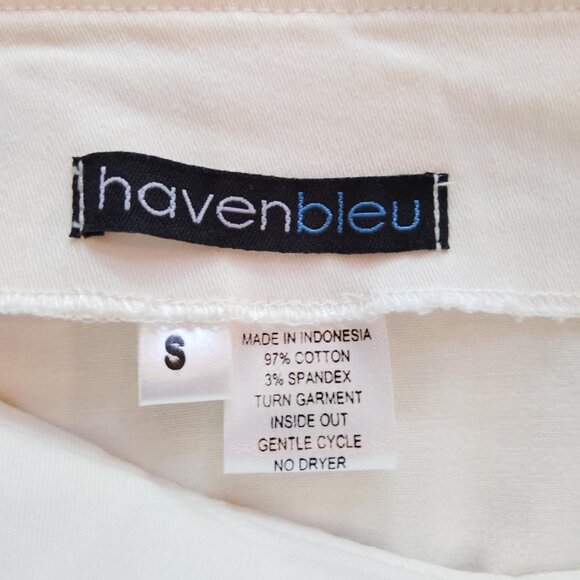 havenbleu
S
MADE IN INDONESIA
97% COTTON
3% SPANDEX
TURN GARMENT
INSIDE OUT
GENTLE CYCLE
NO DRYER